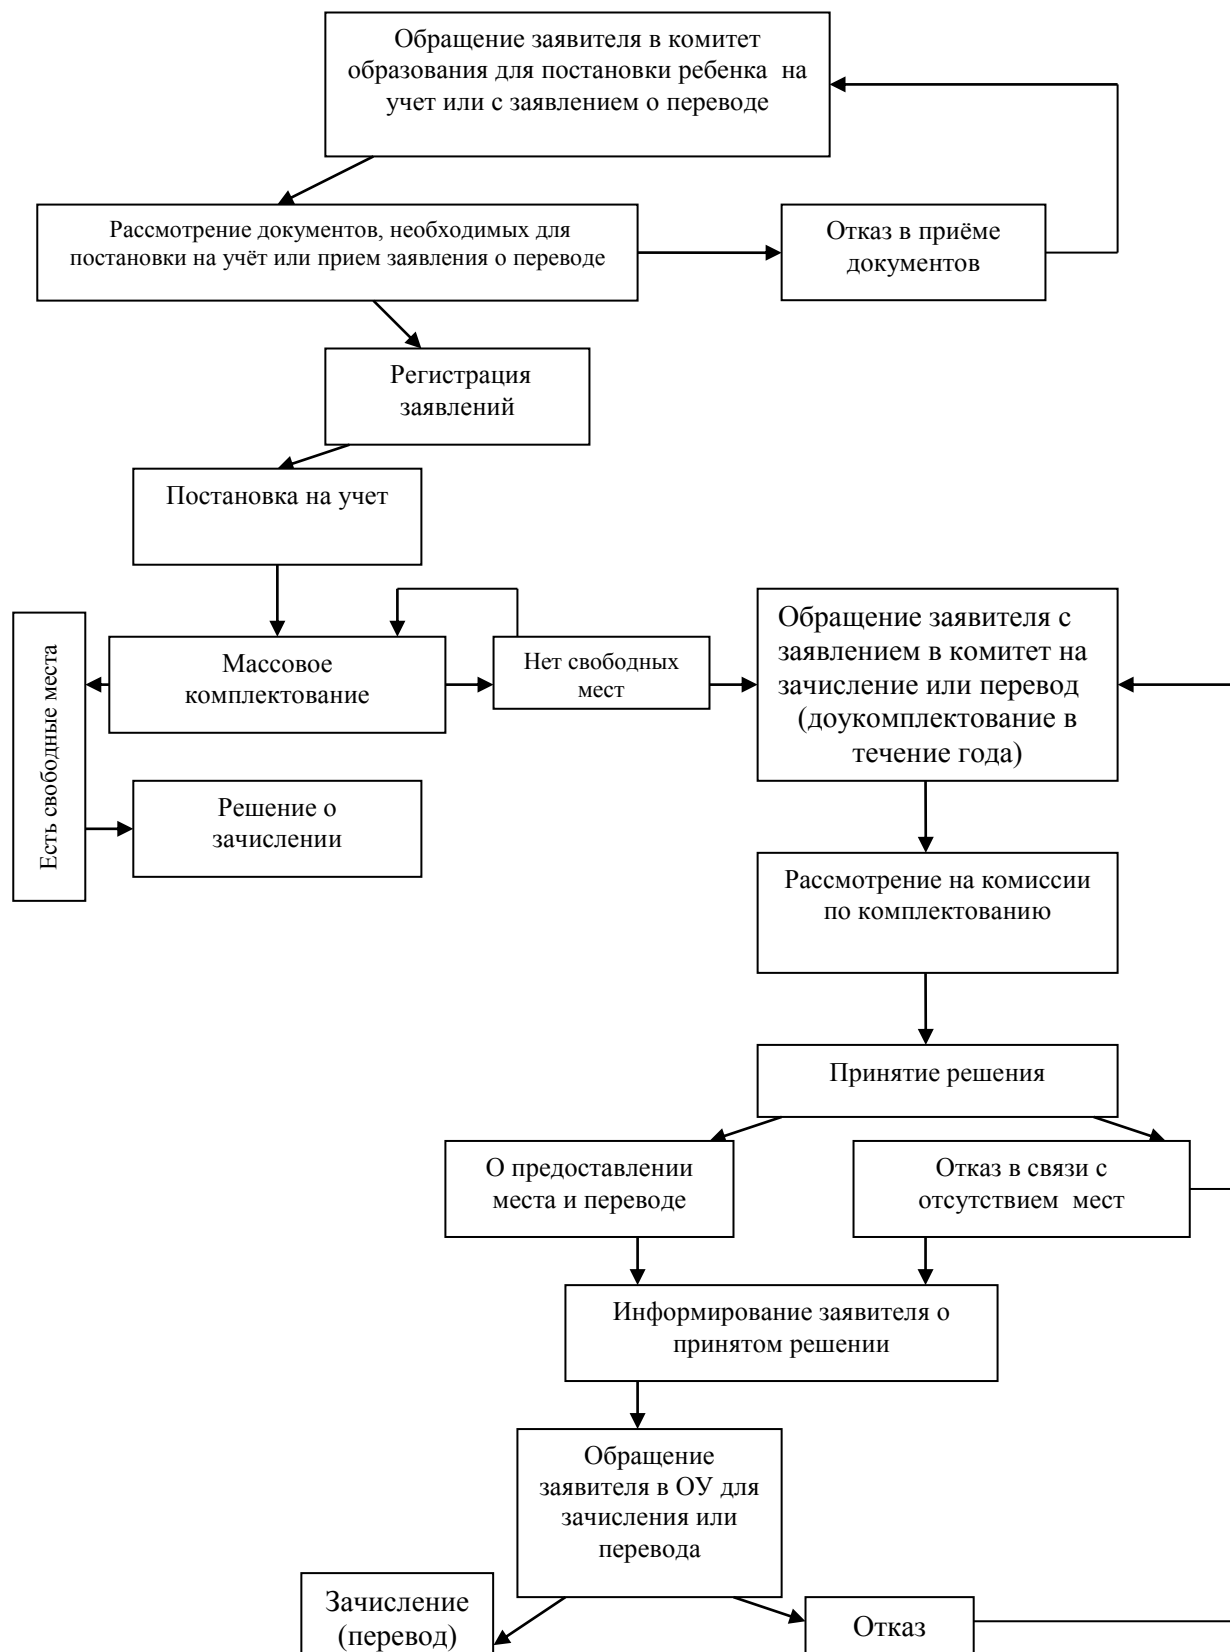 Обращение заявителя в комитет
образования для постановки ребенка на
учет или с заявлением о переводе
Рассмотрение документов, необходимых для
постановки на учёт или прием заявления о переводе
Отказ в приёме
документов
Регистрация
заявлений
Постановка на учет
Есть свободные места
Массовое
комплектование
Нет свободных
мест
Обращение заявителя с
заявлением в комитет на
зачисление или перевод
(доукомплектование в
течение года)
Решение о
зачислении
Рассмотрение на комиссии
по комплектованию
Принятие решения
О предоставлении
места и переводе
Отказ в связи с
отсутствием мест
Информирование заявителя о
принятом решении
Обращение
заявителя в ОУ для
зачисления или
перевода
Зачисление
(перевод)
Отказ